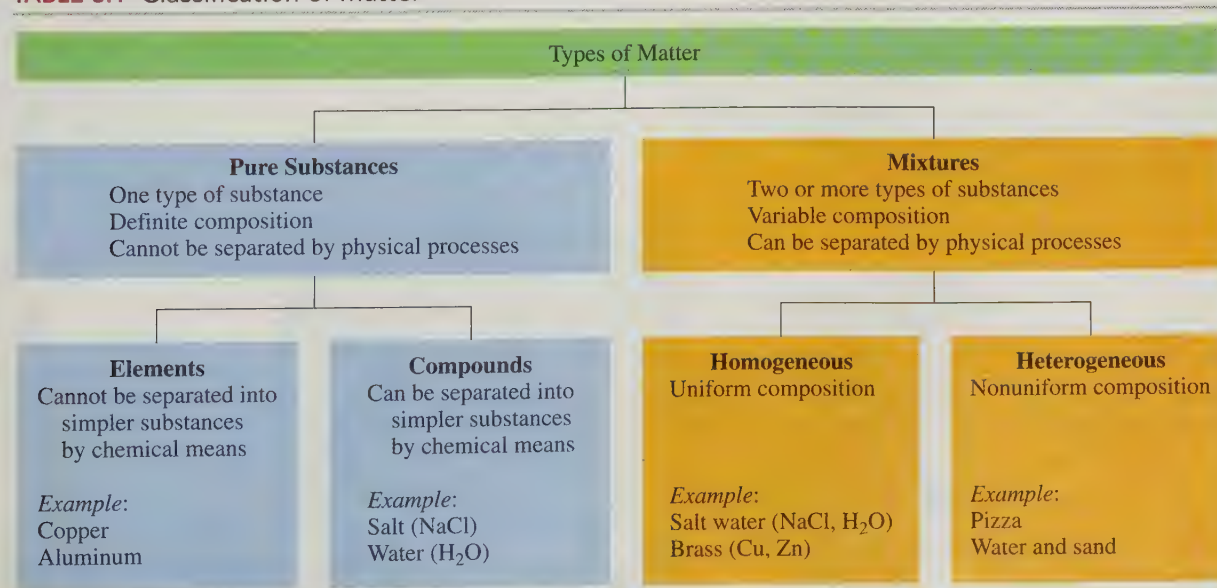 Types of Matter
Pure Substances
One type of substance
Definite composition
Cannot be separated by physical processes
Mixtures
Two or more types of substances
Variable composition
Can be separated by physical processes
Elements
Cannot be separated into
simpler substances
by chemical means
Example:
Copper
Aluminum
Compounds
Can be separated into
simpler substances
by chemical means
Example:
Salt (NaCl)
Water (H₂O)
Homogeneous
Uniform composition
Example:
Salt water (NaCl, H₂O)
Brass (Cu, Zn)
Heterogeneous
Nonuniform composition
Example:
Pizza
Water and sand